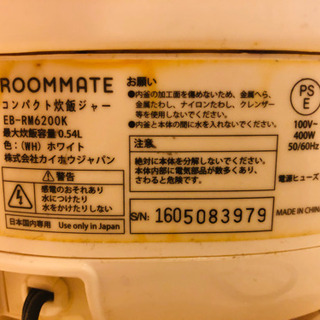 ROOMMATE
コンパクト炊飯ジャー
EB-RM6200K
最大炊飯容量0.54L
色:(WH) ホワイト
株式会社カイホウジャパン
警告
感電のおそれあり
水につけたり
水をかけたりしない
日本国内専用 Use only in Japan
お願い
●内釜の加工面を傷めないため、金属へら、
金属たわし、ナイロンたわし、クレンザー
等を使用しないでください。
●内釜と本体の間に水を入れないでください。
注意
絶対に本体を分解しないでください。
本体内部に電気部品が多数あり、
さわると危険です。
S/N: 1605083979
PS
E
100V~
400W
50/60Hz
電源ヒューズ
MADE IN CHIN